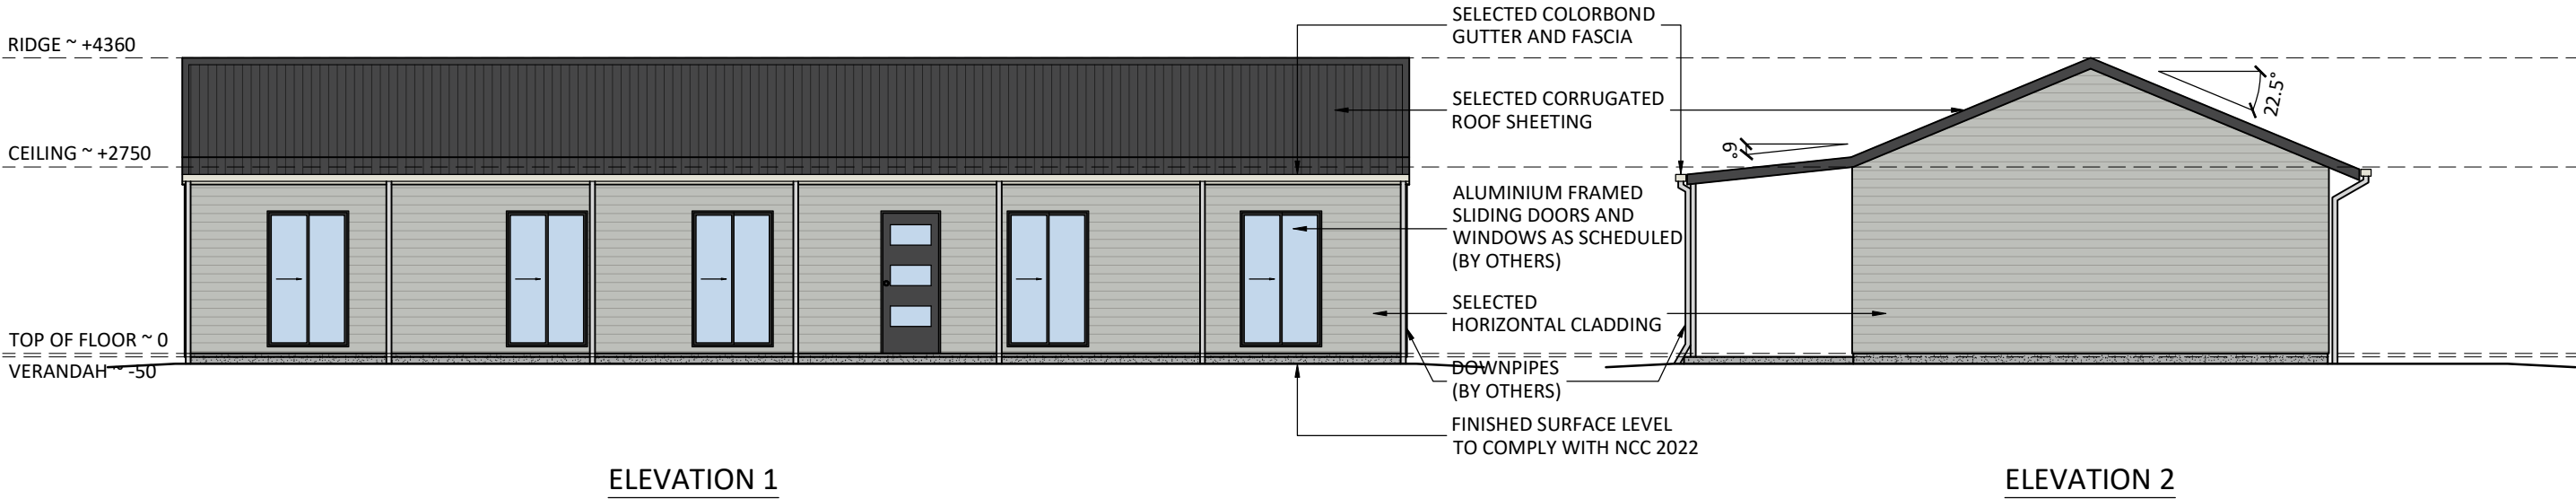 RIDGE ~ +4360
CEILING ~ +2750
TOP OF FLOOR ~ 0
VERANDAH ~ -50
SELECTED COLORBOND
GUTTER AND FASCIA
SELECTED CORRUGATED
ROOF SHEETING
ALUMINIUM FRAMED
SLIDING DOORS AND
WINDOWS AS SCHEDULED
(BY OTHERS)
SELECTED
HORIZONTAL CLADDING
DOWNPIPES
(BY OTHERS)
FINISHED SURFACE LEVEL
TO COMPLY WITH NCC 2022
6°
22.5°
ELEVATION 1
ELEVATION 2